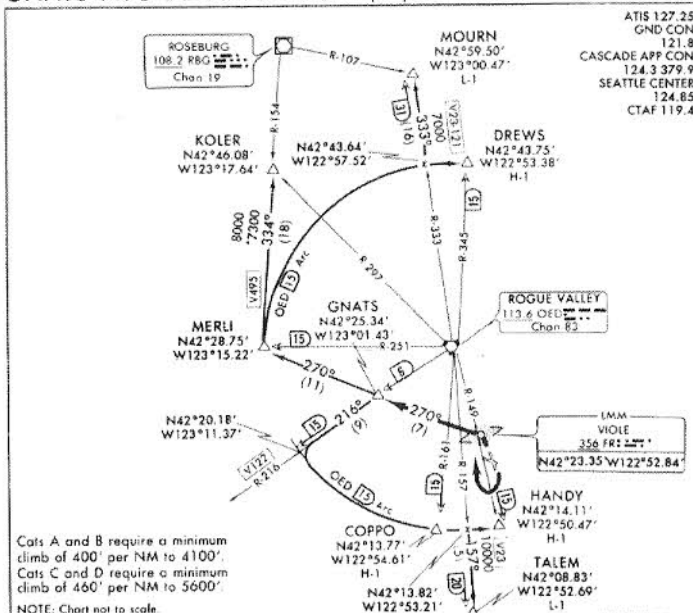 ATIS 127.25
GND CON
121.8
CASCADE APP CON
124.3 379.9
SEATTLE CENTER
124.85
CTAF 119.4
ROSEBURG
108.2 RBG
Chan 19
R-107
MOURN
N42°59.50'
W123°00.47'
L-1
R-154
31
(16)
333°
7000
V23-121
KOLER
N42°46.08'
W123°17.64'
N42°43.64'
W122°57.52'
DREWS
N42°43.75'
W122°53.38'
H-1
15
8000
*7300
334°
(18)
R-297
R-333
R-345
V495
OED 15 Arc
GNATS
N42°25.34'
W123°01.43'
ROGUE VALLEY
113.6 OED
Chan 83
MERLI
N42°28.75'
W123°15.22'
15
R-251
270°
(11)
6
R-149
270°
(7)
LMM
VIOLE
356 FR
N42°23.35'W122°52.84'
N42°20.18'
W123°11.37'
15
216°
(9)
V122
R-216
R-161
R-157
OED 15 Arc
15
15
HANDY
N42°14.11'
W122°50.47'
H-1
COPPO
N42°13.77'
W122°54.61'
H-1
V23
10000
157°
TALEM
N42°08.83'
W122°52.69'
L-1
20
N42°13.82'
W122°53.21'
Cats A and B require a minimum
climb of 400' per NM to 4100'.
Cats C and D require a minimum
climb of 460' per NM to 5600'.
NOTE: Chart not to scale.